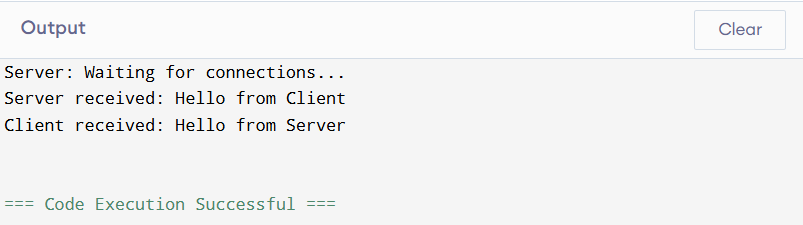 Output
Clear
Server: Waiting for connections...
Server received: Hello from Client
Client received: Hello from Server
=== Code Execution Successful ===